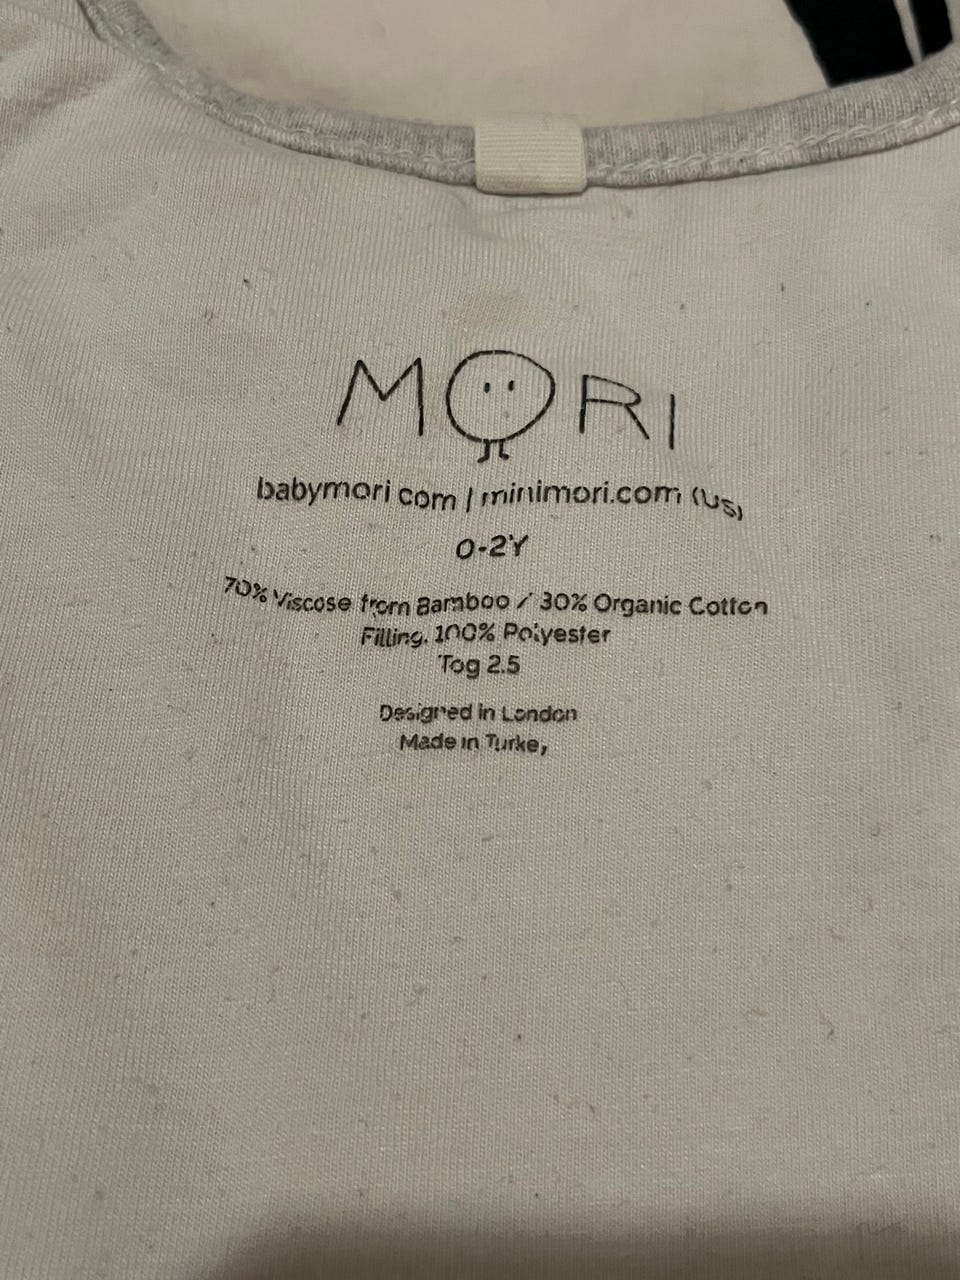 MORI
babymori com | minimori.com (US)
0-2Y
70% Viscose from Bamboo / 30% Organic Cotton
Filling. 100% Polyester
Tog 2.5
Designed in London
Made in Turkey